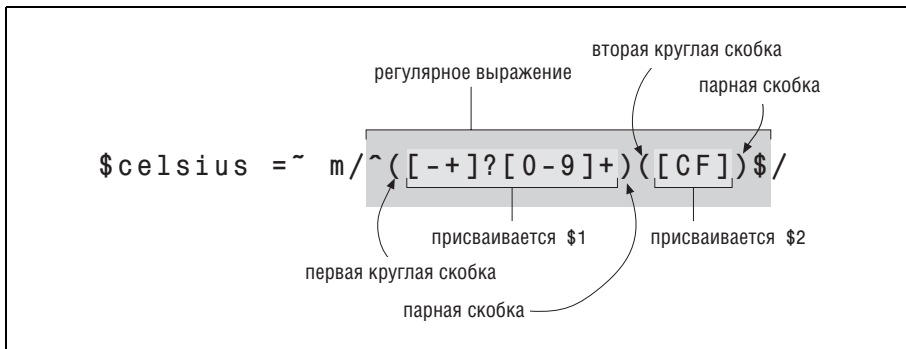 вторая круглая скобка
регулярное выражение
парная скобка
$celsius =~ m/^([-+]?[0-9]+)([CF])$/
присваивается $1
присваивается $2
первая круглая скобка
парная скобка